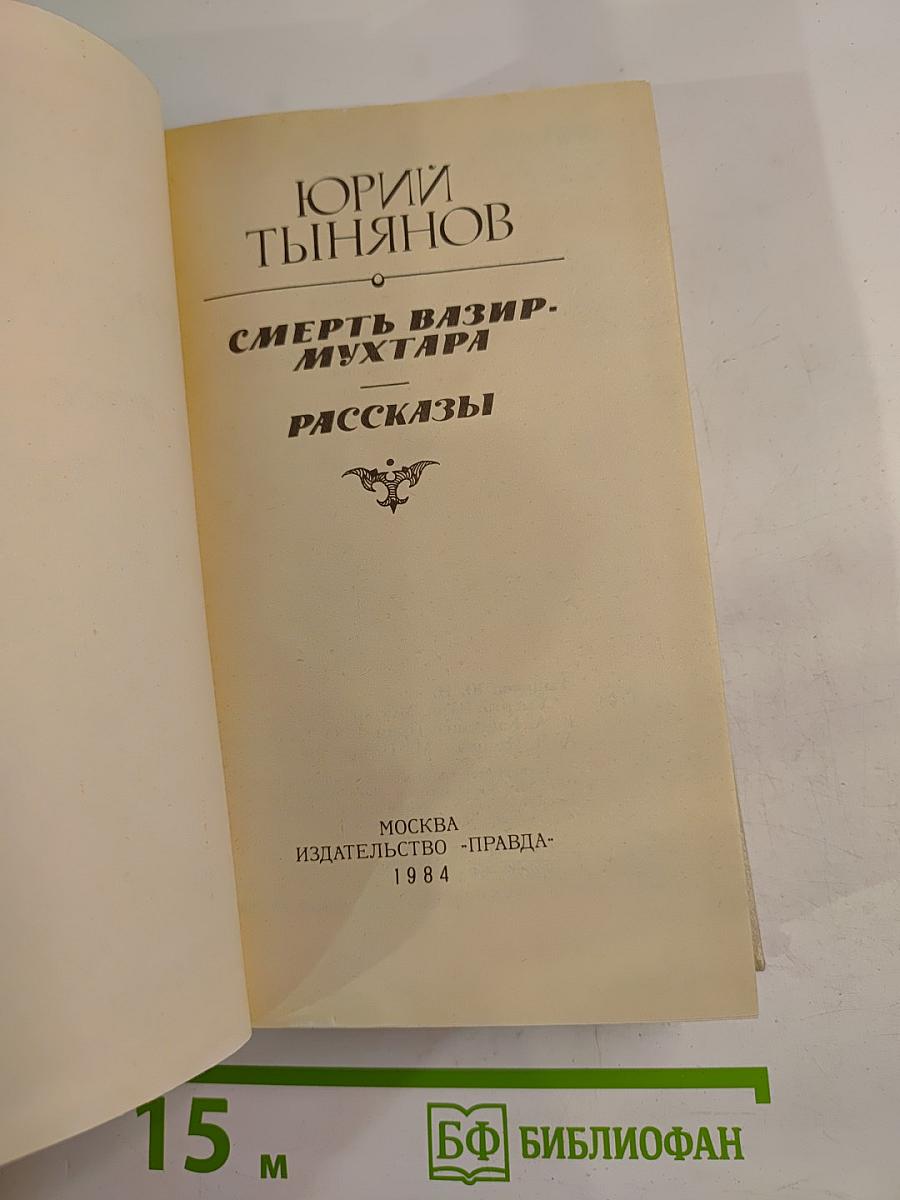 ЮРИЙ
ТЫНЯНОВ
СМЕРТЬ ВАЗИР-
МУХТАРА
РАССКАЗЫ
МОСКВА
ИЗДАТЕЛЬСТВО «ПРАВДА»
1984
15 м
БФ БИБЛИОФАН